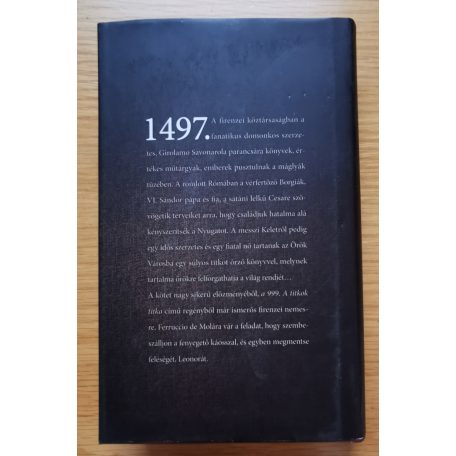 1497. A firenzei köztársaságban a
fanatikus domonkos szerze-
tes, Girolamo Szavonarola parancsára könyvek, ér-
tékes műtárgyak, emberek pusztulnak a máglyák
tüzében. A romlott Rómában a vérfertőző Borgiák,
VI. Sándor pápa és fia, a sátáni lelkű Cesare szö-
vögetik terveiket arra, hogy családjuk hatalma alá
kényszerítsék a Nyugatot. A messzi Keletről pedig
egy idős szerzetes és egy fiatal nő tartanak az Örök
Városba egy súlyos titkot őrző könyvvel, melynek
tartalma örökre felforgathatja a világ rendjét…
A kötet nagy sikerű előzményéből, a 999. A titkok
titka című regényből már ismerős firenzei nemes-
re, Ferruccio de Molára vár a feladat, hogy szembe-
szálljon a fenyegető káosszal, és egyben megmentse
feleségét, Leonorát.